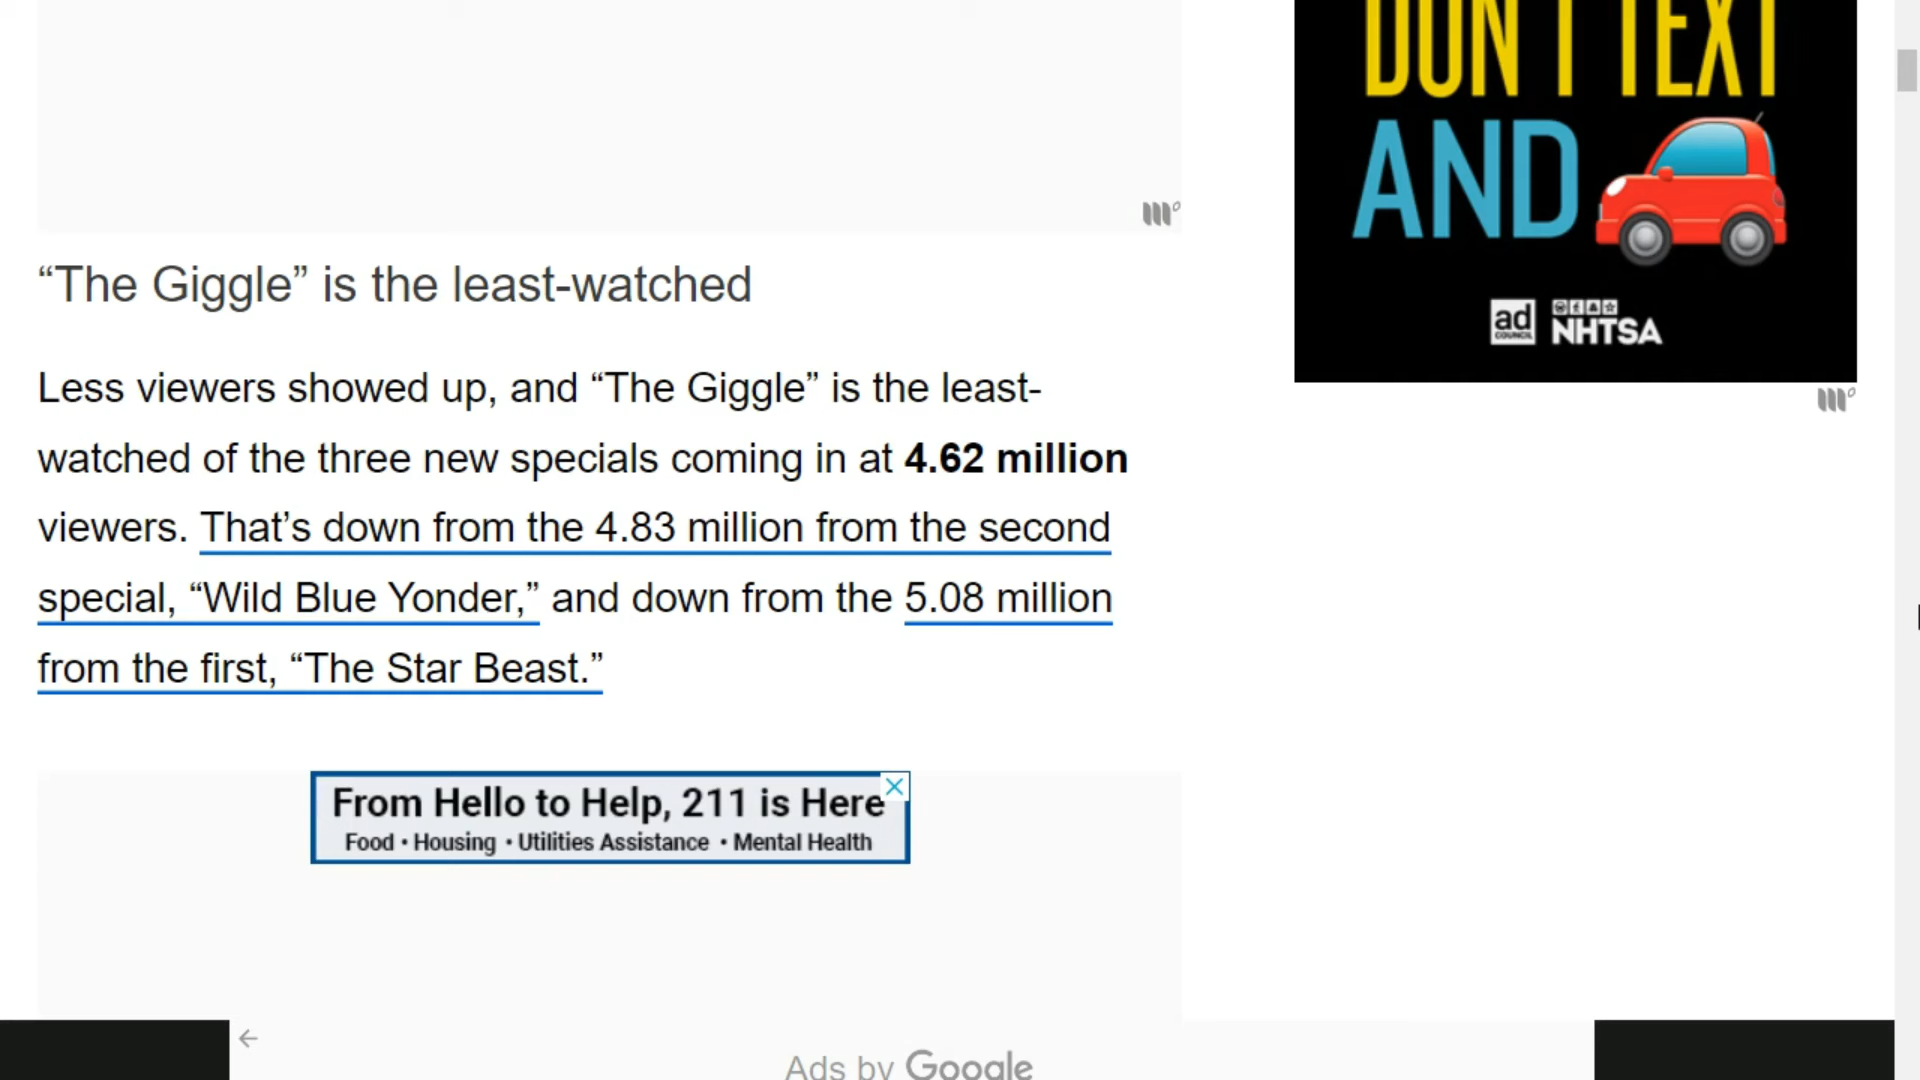 DON'T TEXT
AND
ad
COUNCIL
NHTSA
“The Giggle” is the least-watched
Less viewers showed up, and “The Giggle” is the least-
watched of the three new specials coming in at 4.62 million
viewers. That’s down from the 4.83 million from the second
special, “Wild Blue Yonder,” and down from the 5.08 million
from the first, “The Star Beast.”
From Hello to Help, 211 is Here
Food • Housing • Utilities Assistance • Mental Health
Ads by Google